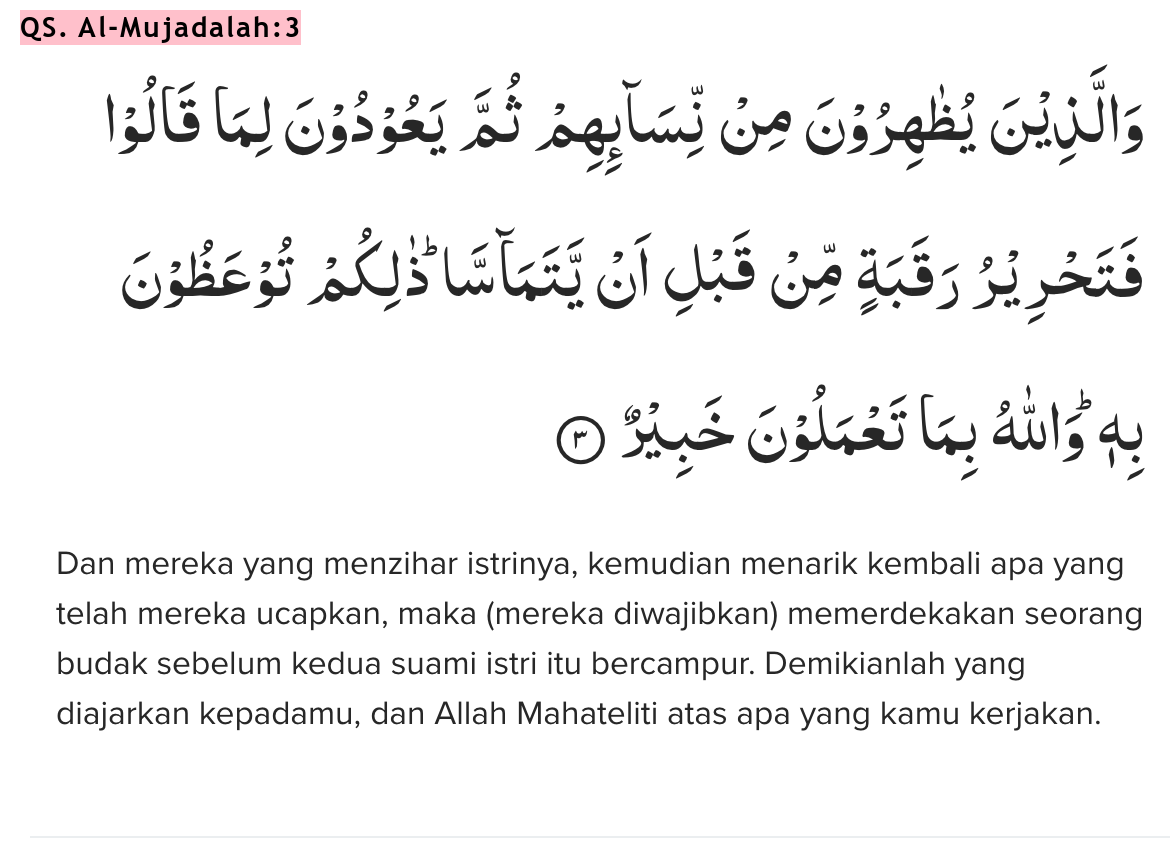 QS. Al-Mujadalah:3
وَالَّذِيْنَ يُظٰهِرُوْنَ مِنْ نِّسَاۤىِٕهِمْ ثُمَّ يَعُوْدُوْنَ لِمَا قَالُوْا
فَتَحْرِيْرُ رَقَبَةٍ مِّنْ قَبْلِ اَنْ يَّتَمَاۤسَّاۗ ذٰلِكُمْ تُوْعَظُوْنَ
بِهٖۗ وَاللّٰهُ بِمَا تَعْمَلُوْنَ خَبِيْرٌ ٣
Dan mereka yang menzihar istrinya, kemudian menarik kembali apa yang
telah mereka ucapkan, maka (mereka diwajibkan) memerdekakan seorang
budak sebelum kedua suami istri itu bercampur. Demikianlah yang
diajarkan kepadamu, dan Allah Mahateliti atas apa yang kamu kerjakan.